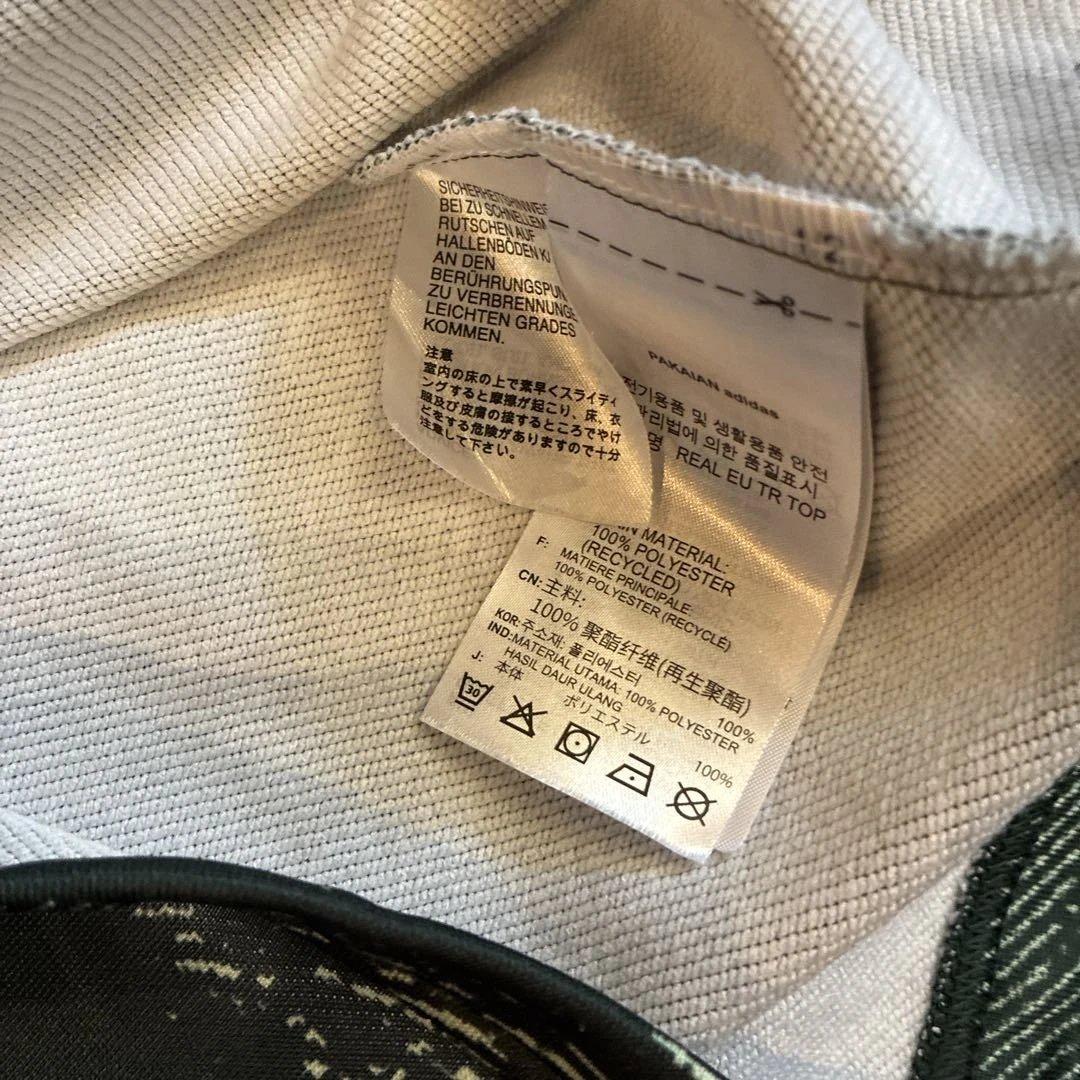 SICHERHEITSHINWEI
BEI ZU SCHNELLEM
RUTSCHEN AUF
HALLENBÖDEN
AN DEN
BERÜHRUNGSPUN
ZU VERBRENNUNGE
LEICHTEN GRADES
KOMMEN.
注意
室内の床の上で素早くスライディ
ングすると摩擦が起こり、床、衣
服及び皮膚の接するところでやけ
どをする危険がありますので十分
注意して下さい。
PAKAIAN adidas
전기용품 및 생활용품 안전
관리법에 의한 품질표시
명 REAL EU TR TOP
MATERIAL:
100% POLYESTER
(RECYCLED)
F: MATIERE PRINCIPALE:
100% POLYESTER (RECYCLÉ)
CN: 主料:
100% 聚酯纤维(再生聚酯)
KOR: 주소재: 폴리에스터 100%
IND: MATERIAL UTAMA: 100% POLYESTER
HASIL DAUR ULANG
J: 本体
ポリエステル 100%
30
12